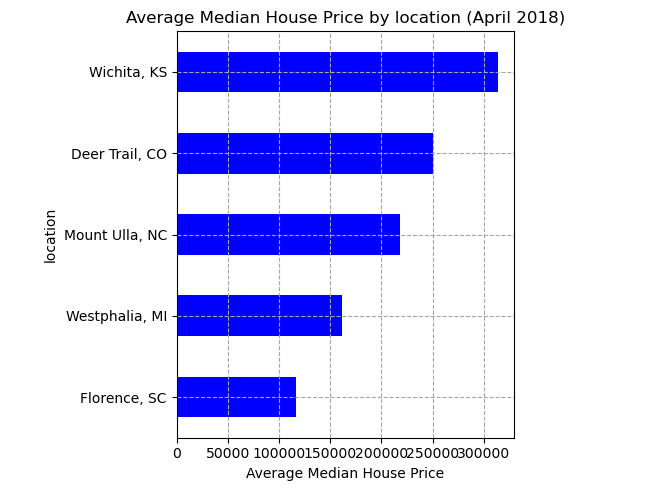 Average Median House Price by location (April 2018)
Wichita, KS
Deer Trail, CO
Mount Ulla, NC
Westphalia, MI
Florence, SC
location
0 50000 100000 150000 200000 250000 300000
Average Median House Price